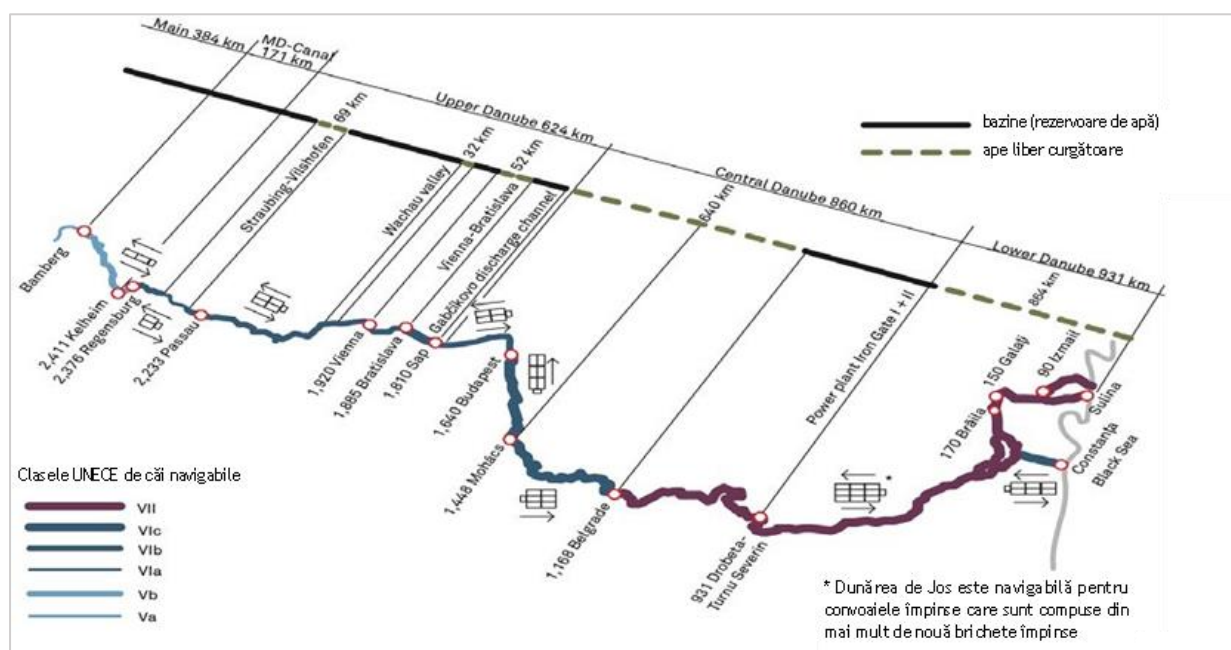 Main 384 km
MD-Canal
171 km
Upper Danube 624 km
Central Danube 860 km
Lower Danube 931 km
bazine (rezervoare de apă)
ape liber curgătoare
69 km
32 km
52 km
640 km
864 km
Straubing-Vilshofen
Wachau valley
Vienna-Bratislava
Gabčíkovo discharge channel
Power plant Iron Gate I + II
Bamberg
2,411 Kelheim
2,376 Regensburg
2,233 Passau
1,920 Vienna
1,885 Bratislava
1,810 Sap
1,640 Budapest
1,448 Mohács
1,168 Belgrade
931 Drobeta-
Turnu Severin
170 Brăila
150 Galaţi
90 Izmail
Sulina
Constanţa
Black Sea
*
Clasele UNECE de căi navigabile
VII
VIc
VIb
VIa
Vb
Va
* Dunărea de Jos este navigabilă pentru
convoaiele împinse care sunt compuse din
mai mult de nouă brichete împinse